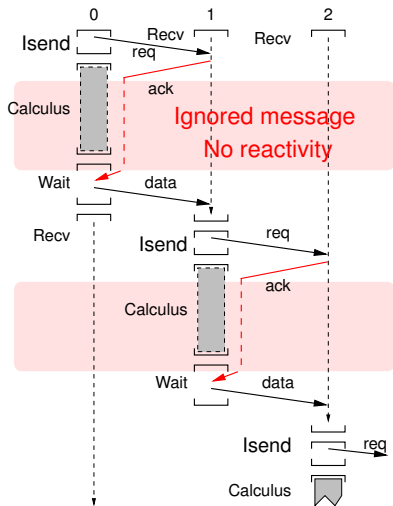 0 1 2
Isend Recv Recv
req
ack
Calculus Ignored message
No reactivity
Wait data
Recv Isend req
ack
Calculus
Wait data
Isend req
Calculus